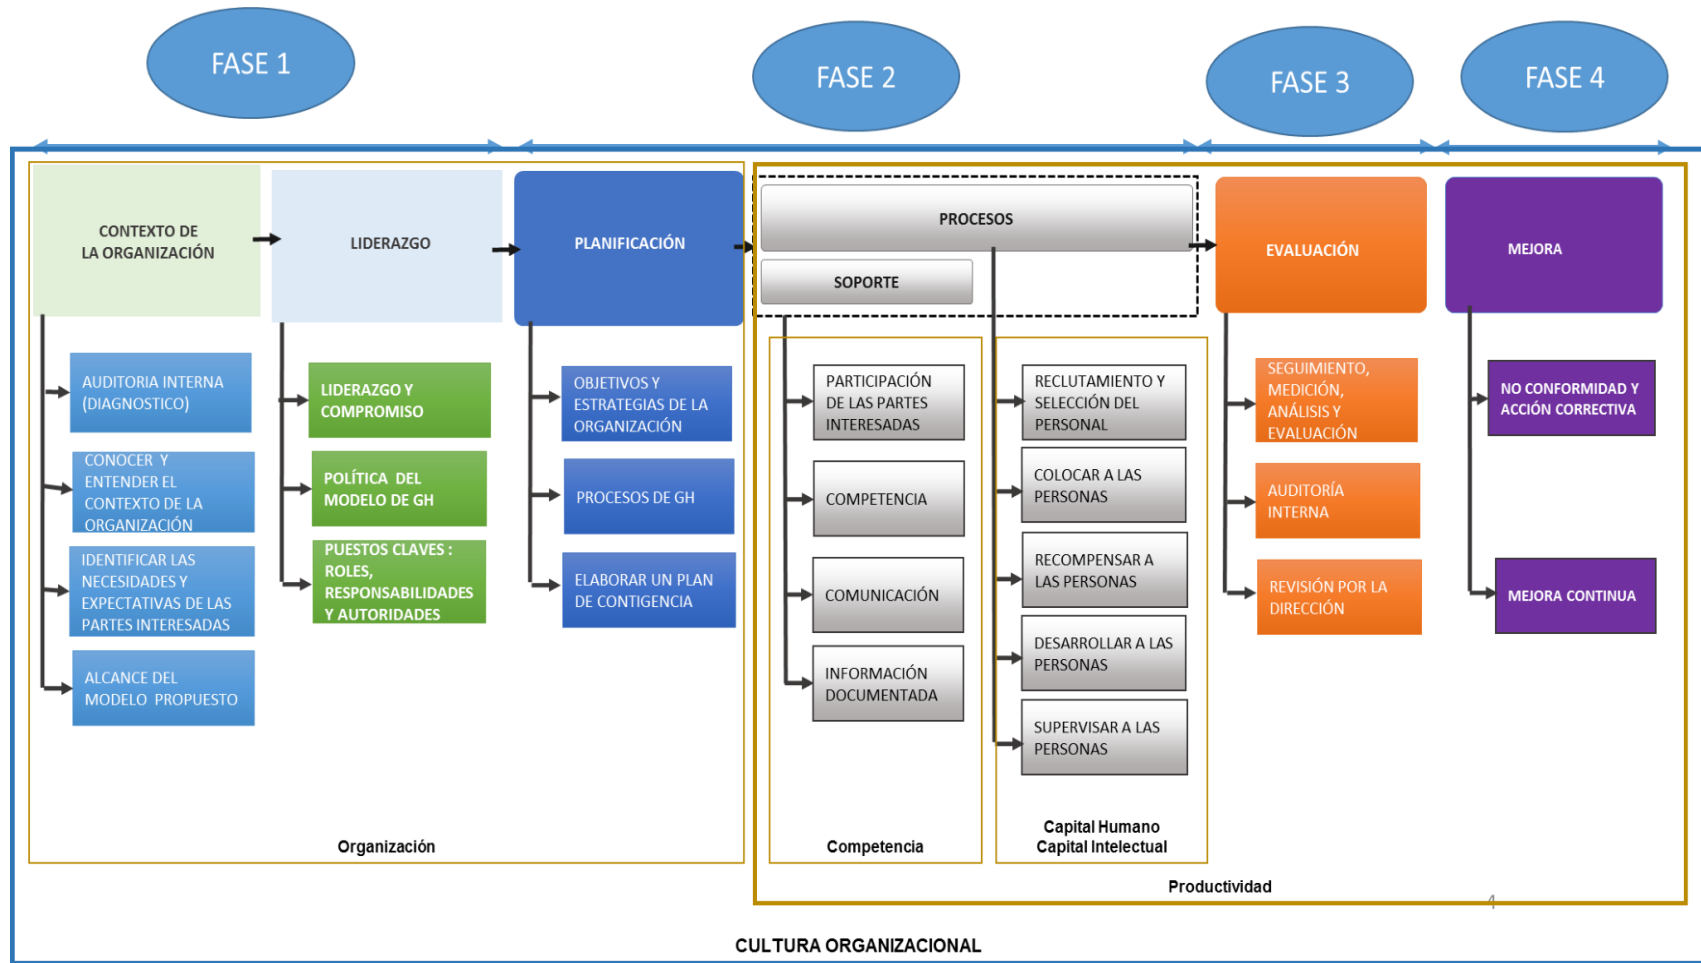 FASE 1
FASE 2
FASE 3
FASE 4
CONTEXTO DE
LA ORGANIZACIÓN
LIDERAZGO
PLANIFICACIÓN
PROCESOS
SOPORTE
EVALUACIÓN
MEJORA
AUDITORIA INTERNA
(DIAGNOSTICO)
CONOCER Y
ENTENDER EL
CONTEXTO DE LA
ORGANIZACIÓN
IDENTIFICAR LAS
NECESIDADES Y
EXPECTATIVAS DE LAS
PARTES INTERESADAS
ALCANCE DEL
MODELO PROPUESTO
LIDERAZGO Y
COMPROMISO
POLÍTICA DEL
MODELO DE GH
PUESTOS CLAVES :
ROLES,
RESPONSABILIDADES
Y AUTORIDADES
OBJETIVOS Y
ESTRATEGIAS DE LA
ORGANIZACIÓN
PROCESOS DE GH
ELABORAR UN PLAN
DE CONTIGENCIA
PARTICIPACIÓN
DE LAS PARTES
INTERESADAS
COMPETENCIA
COMUNICACIÓN
INFORMACIÓN
DOCUMENTADA
RECLUTAMIENTO Y
SELECCIÓN DEL
PERSONAL
COLOCAR A LAS
PERSONAS
RECOMPENSAR A
LAS PERSONAS
DESARROLLAR A LAS
PERSONAS
SUPERVISAR A LAS
PERSONAS
SEGUIMIENTO,
MEDICIÓN,
ANÁLISIS Y
EVALUACIÓN
AUDITORÍA
INTERNA
REVISIÓN POR LA
DIRECCIÓN
NO CONFORMIDAD Y
ACCIÓN CORRECTIVA
MEJORA CONTINUA
Organización
Competencia
Capital Humano
Capital Intelectual
Productividad
4
CULTURA ORGANIZACIONAL